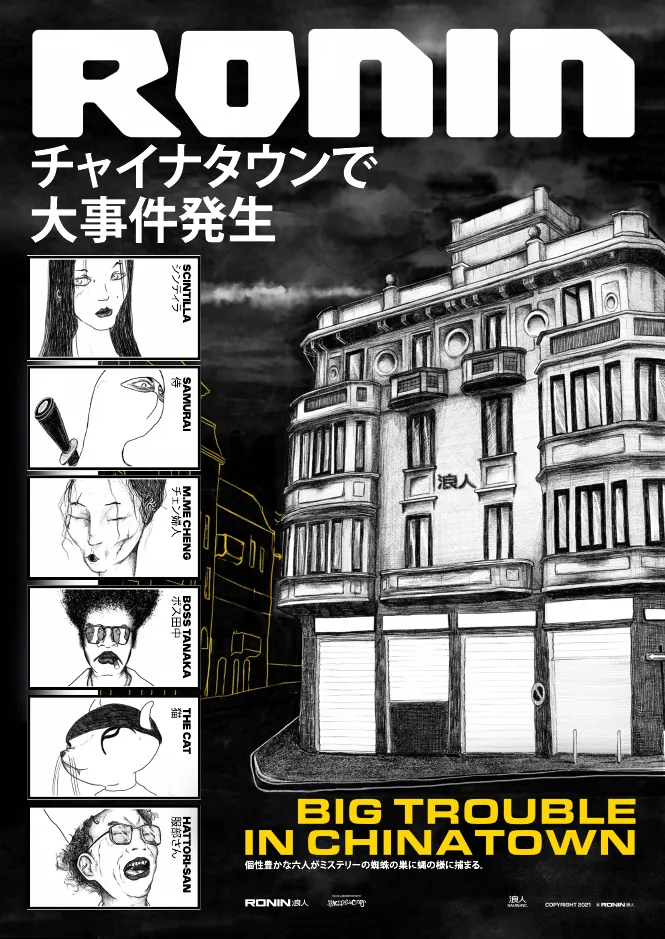 RONIN
チャイナタウンで
大事件発生
SCINTILLA
シンティラ
SAMURAI
侍
M.ME CHENG
チェン婦人
BOSS TANAKA
ボス田中
THE CAT
猫
HATTORI-SAN
服部さん
浪人
BIG TROUBLE
IN CHINATOWN
個性豊かな六人がミステリーの蜘蛛の巣に蝿の様に捕まる。
RONIN 浪人
浪人
COPYRIGHT 2021
RONIN 浪人